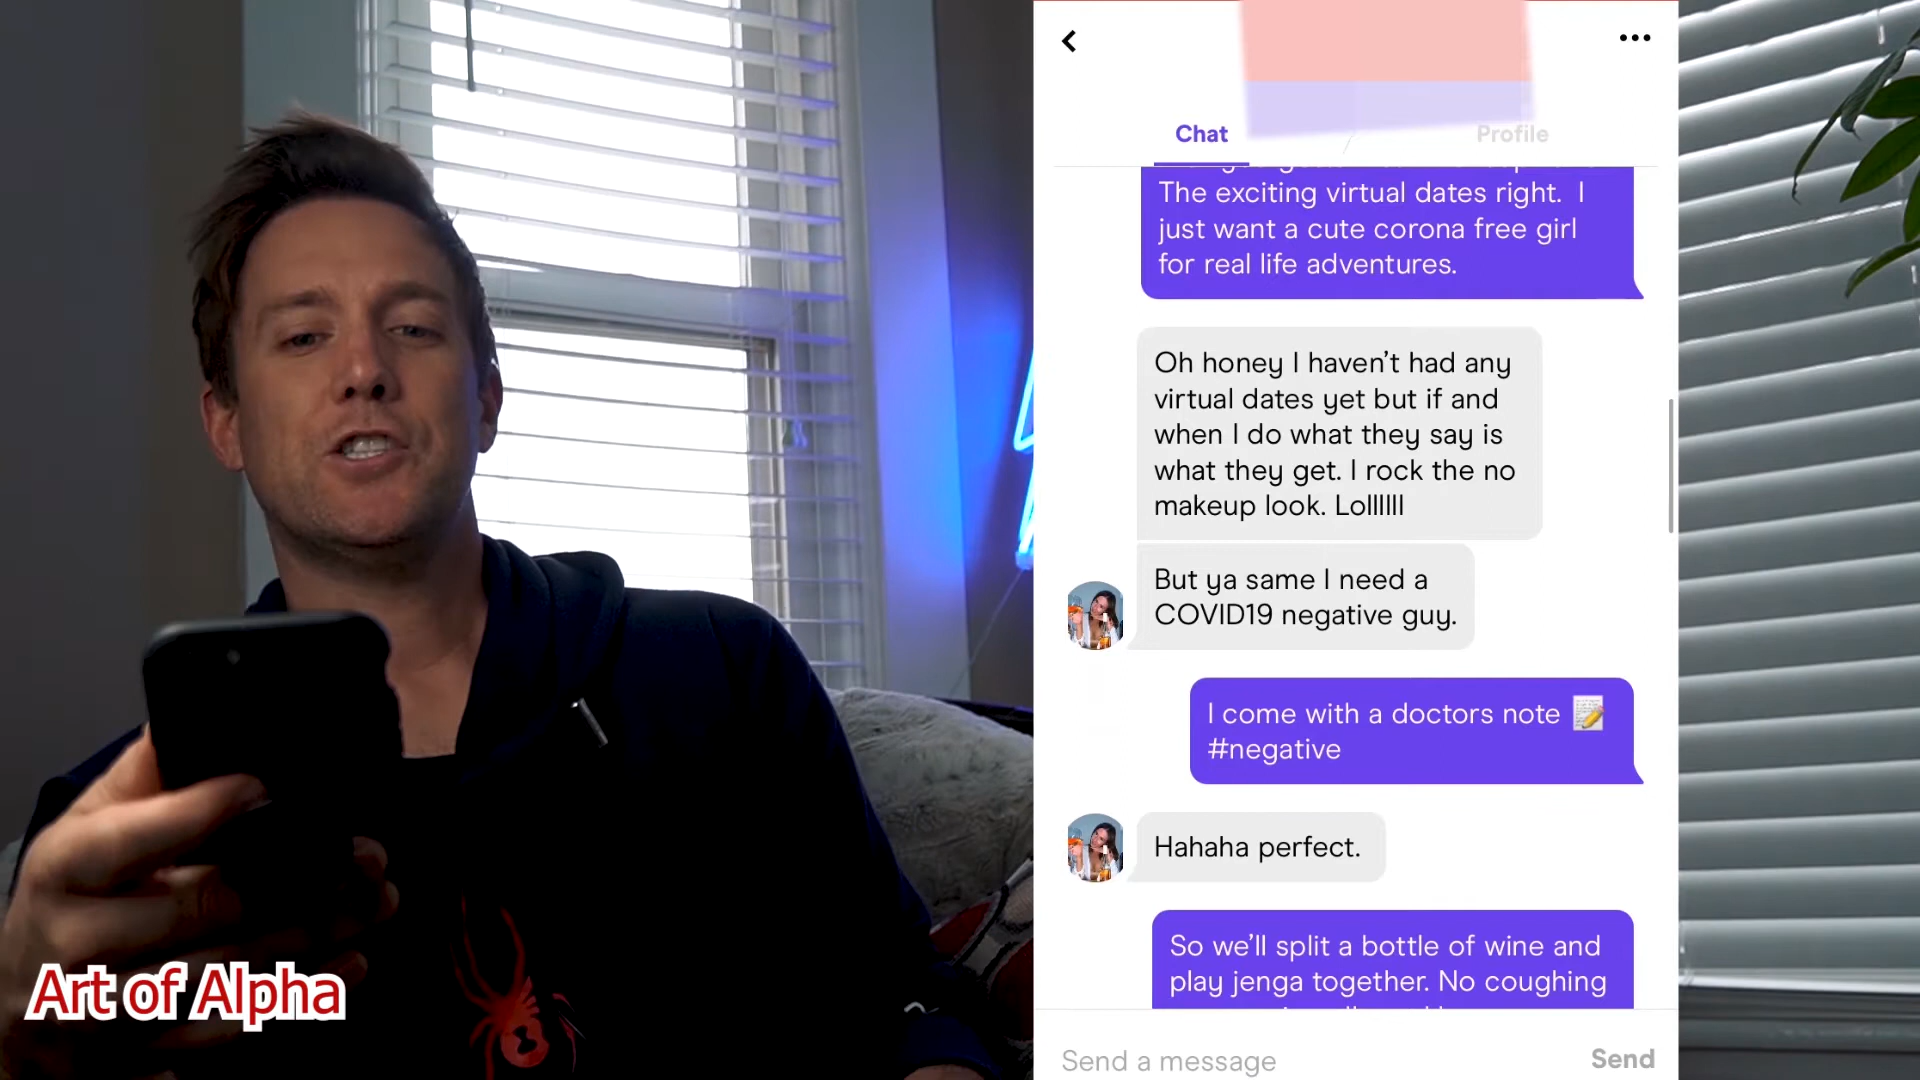 Chat
Profile
The exciting virtual dates right. I
just want a cute corona free girl
for real life adventures.
Oh honey I haven't had any
virtual dates yet but if and
when I do what they say is
what they get. I rock the no
makeup look. Lollllll
But ya same I need a
COVID19 negative guy.
I come with a doctors note 📝
#negative
Hahaha perfect.
So we'll split a bottle of wine and
play jenga together. No coughing
Send a message
Send
Art of Alpha